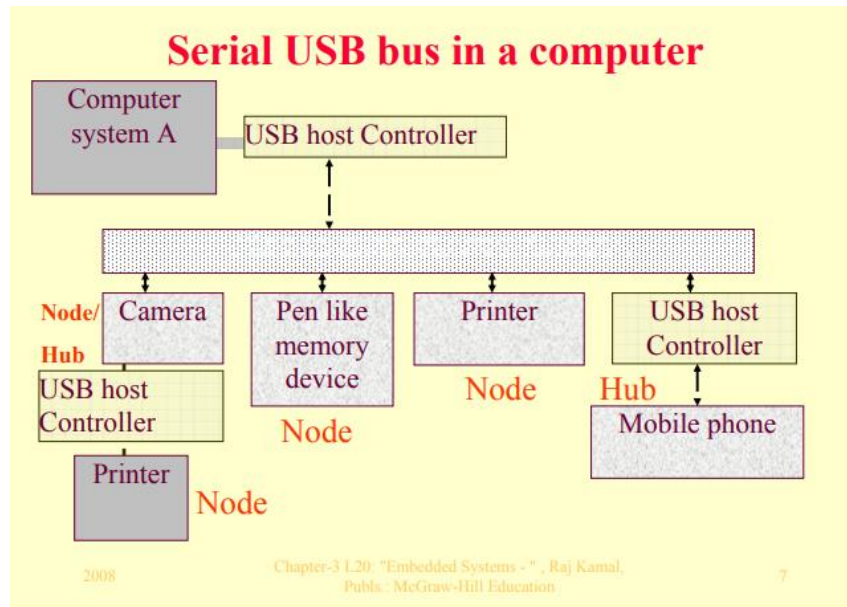 Serial USB bus in a computer
Computer
system A
USB host Controller
Node/
Hub
Camera
Pen like
memory
device
Printer
USB host
Controller
USB host
Controller
Node
Node
Hub
Mobile phone
Printer
Node
2008
Chapter-3 L20: "Embedded Systems - " , Raj Kamal,
Publs.: McGraw-Hill Education
7